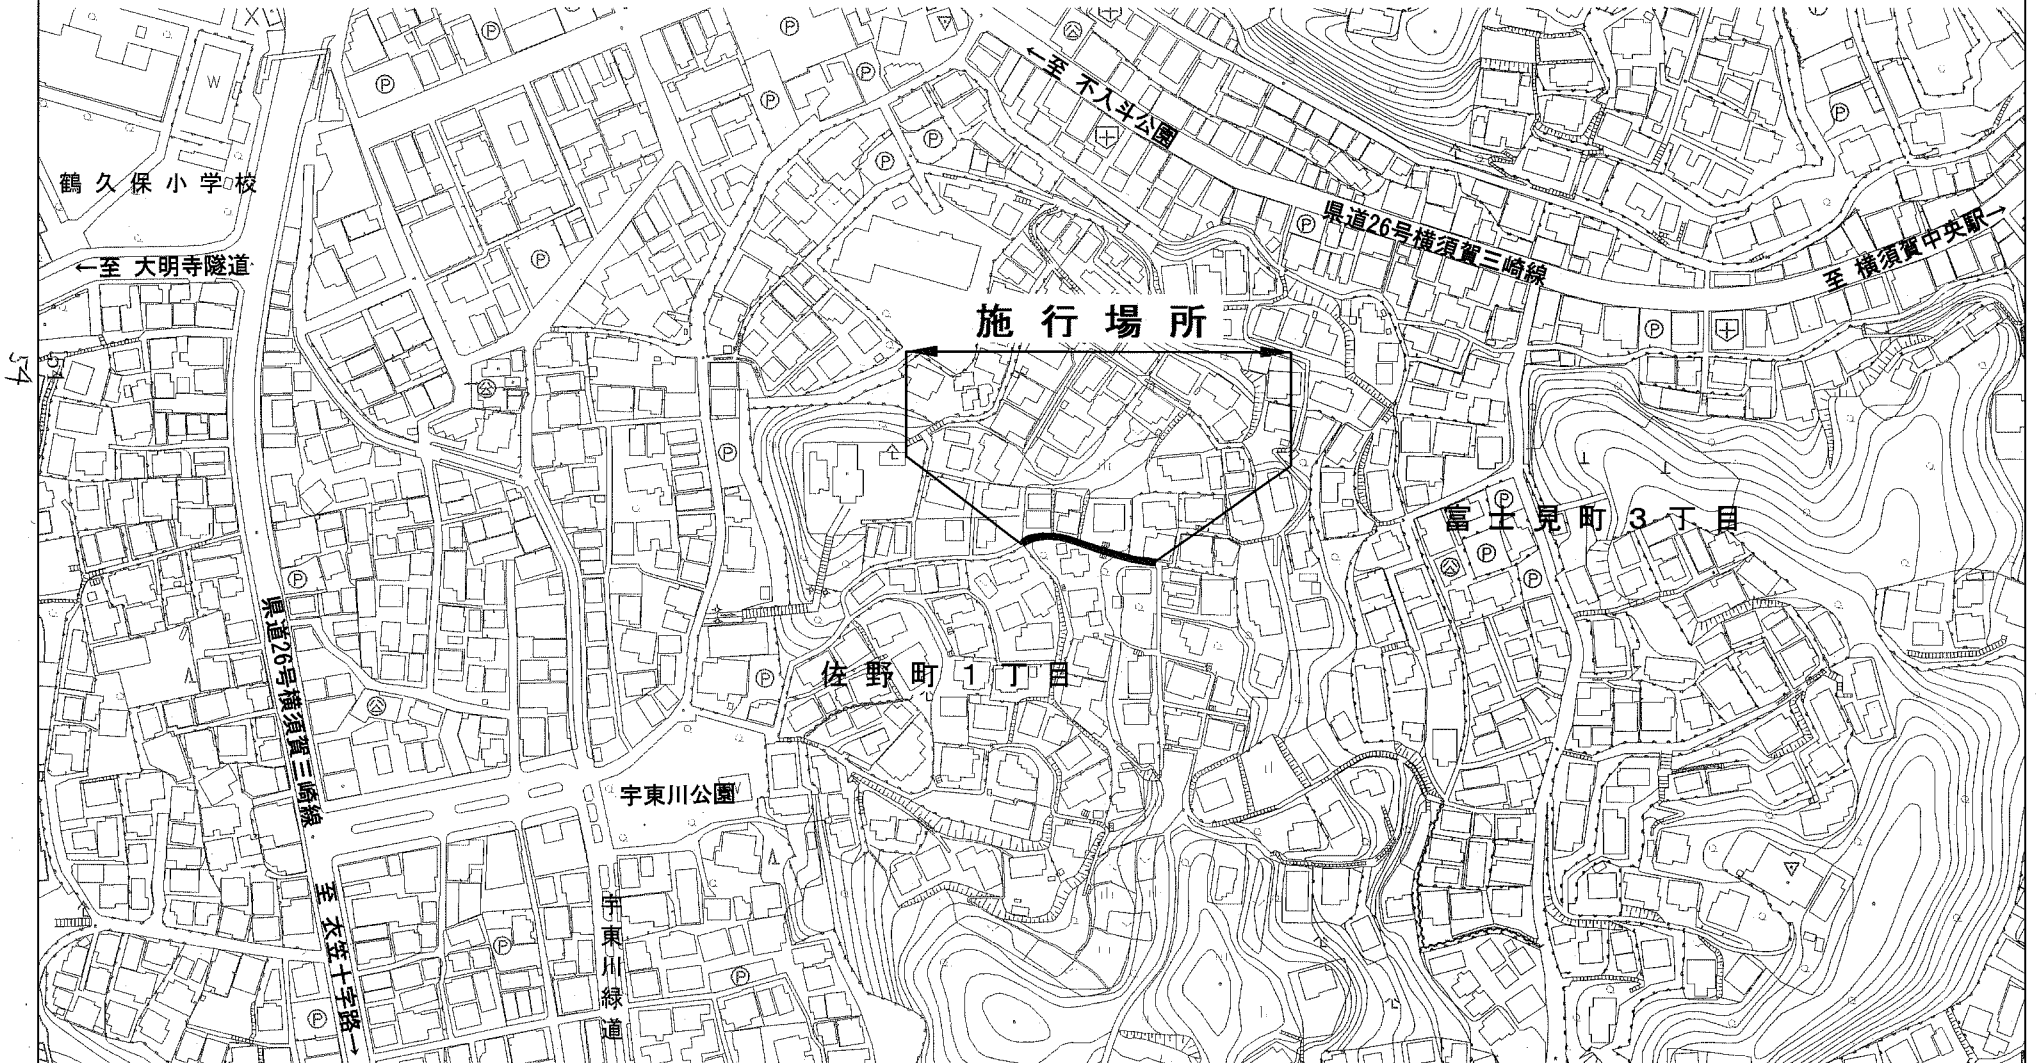 ←至 不入斗公園
鶴久保小学校
県道26号横須賀三崎線
至 横須賀中央駅→
←至 大明寺隧道
施行場所
富士見町3丁目
県道26号横須賀三崎線
佐野町1丁目
宇東川公園
至 衣笠十字路→
宇東川緑道